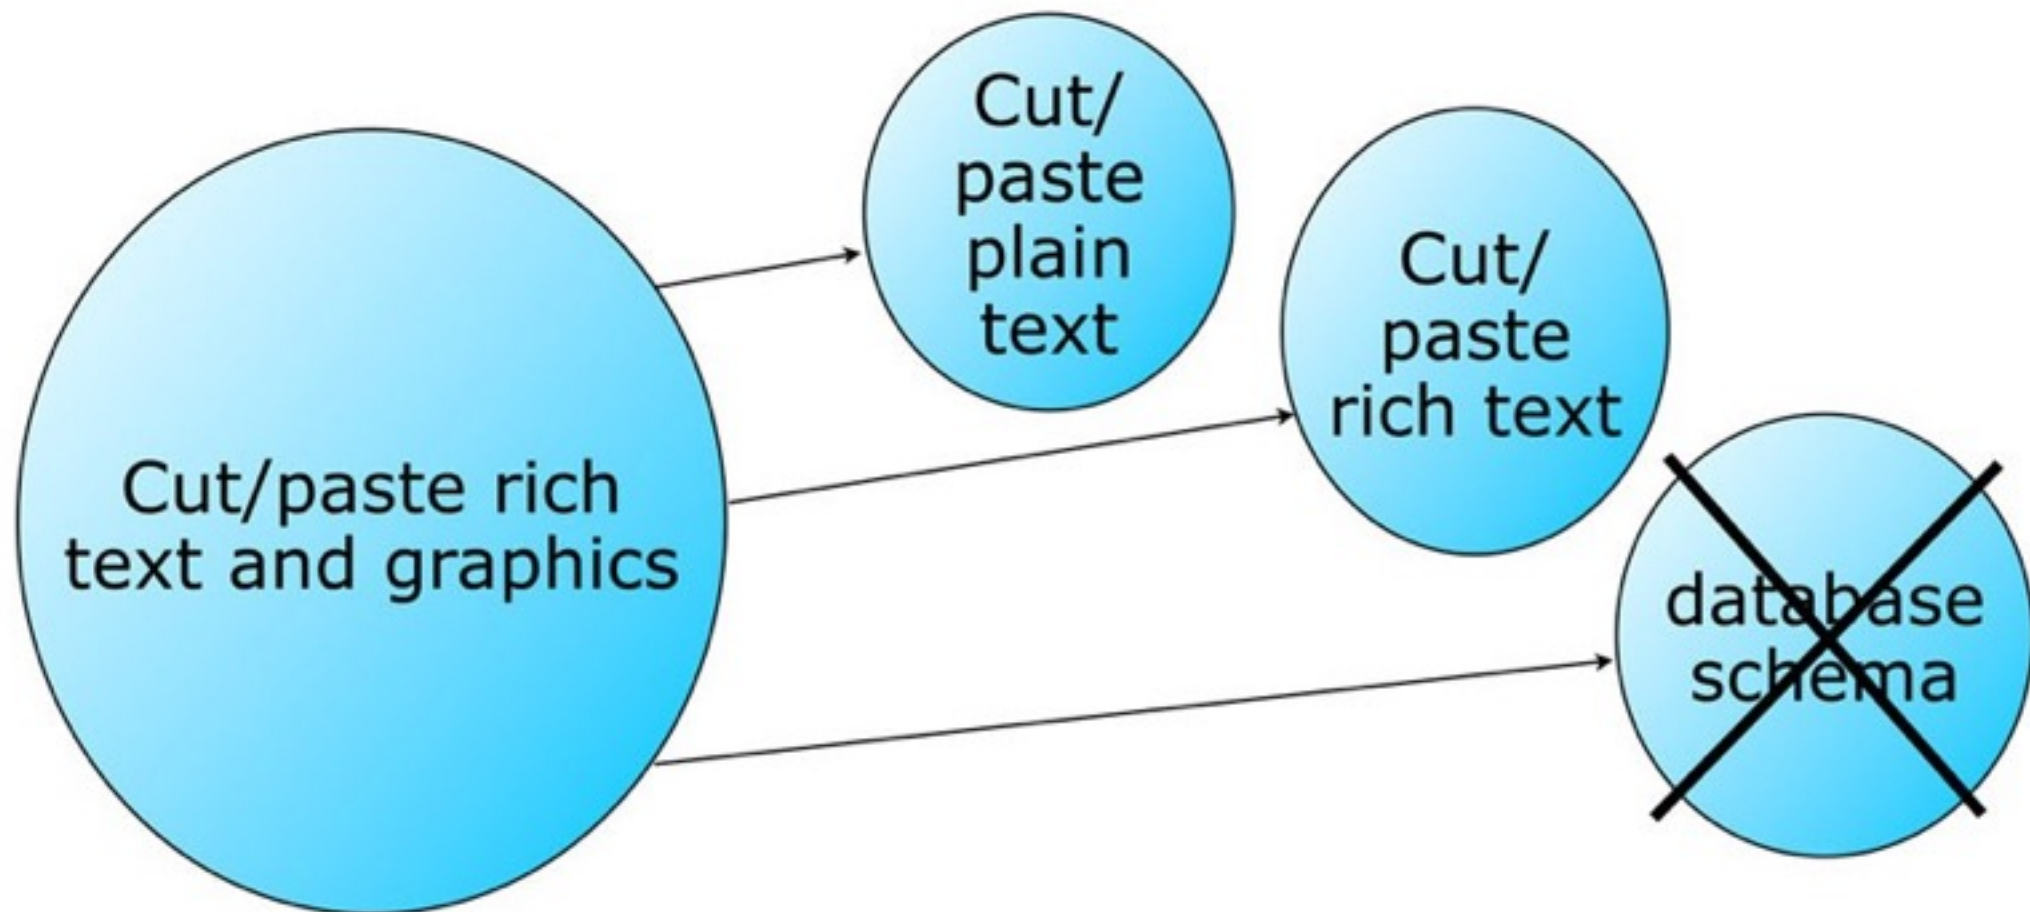 Cut/paste rich
text and graphics
Cut/
paste
plain
text
Cut/
paste
rich text
database
schema